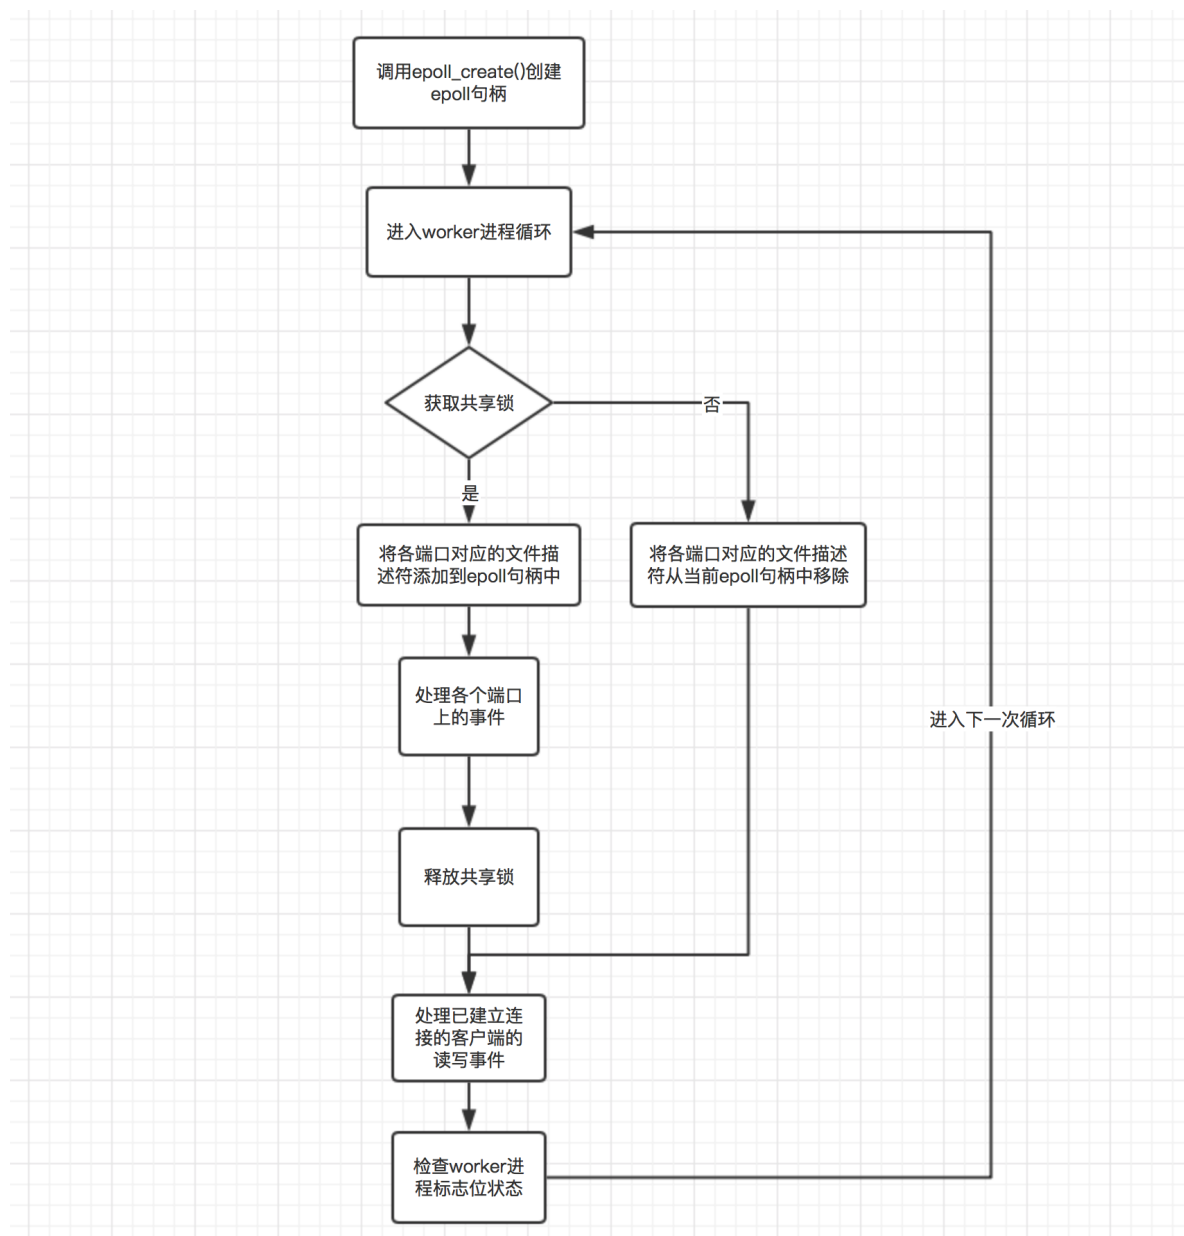 调用epoll_create()创建
epoll句柄
进入worker进程循环
获取共享锁
否
是
将各端口对应的文件描
述符添加到epoll句柄中
将各端口对应的文件描述
符从当前epoll句柄中移除
处理各个端口
上的事件
进入下一次循环
释放共享锁
处理已建立连
接的客户端的
读写事件
检查worker进
程标志位状态